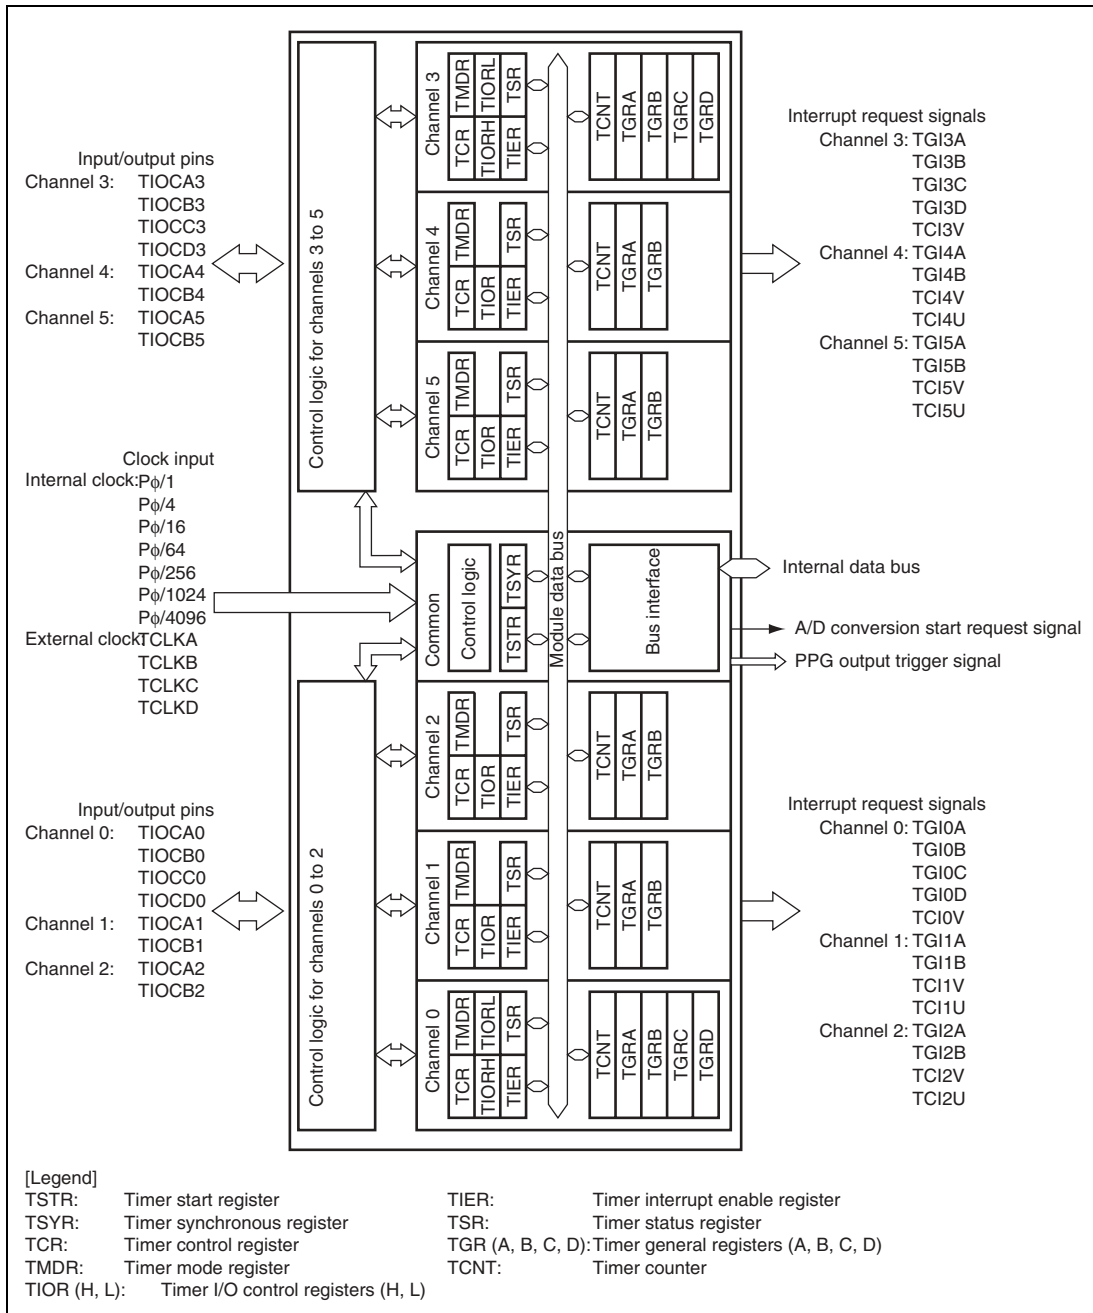 Input/output pins
Channel 3: TIOCA3
TIOCB3
TIOCC3
TIOCD3
Channel 4: TIOCA4
TIOCB4
Channel 5: TIOCA5
TIOCB5
Clock input
Internal clock: Pϕ/1
Pϕ/4
Pϕ/16
Pϕ/64
Pϕ/256
Pϕ/1024
Pϕ/4096
External clock: TCLKA
TCLKB
TCLKC
TCLKD
Input/output pins
Channel 0: TIOCA0
TIOCB0
TIOCC0
TIOCD0
Channel 1: TIOCA1
TIOCB1
Channel 2: TIOCA2
TIOCB2
Control logic for channels 3 to 5
Control logic for channels 0 to 2
Channel 3
TCR TMDR
TIORH TIORL
TIER TSR
TCNT
TGRA
TGRB
TGRC
TGRD
Channel 4
TCR TMDR
TIOR
TIER TSR
TCNT
TGRA
TGRB
Channel 5
TCR TMDR
TIOR
TIER TSR
TCNT
TGRA
TGRB
Common
Control logic
TSTR TSYR
Module data bus
Bus interface
Channel 2
TCR TMDR
TIOR
TIER TSR
TCNT
TGRA
TGRB
Channel 1
TCR TMDR
TIOR
TIER TSR
TCNT
TGRA
TGRB
Channel 0
TCR TMDR
TIORH TIORL
TIER TSR
TCNT
TGRA
TGRB
TGRC
TGRD
Interrupt request signals
Channel 3: TGI3A
TGI3B
TGI3C
TGI3D
TCI3V
Channel 4: TGI4A
TGI4B
TCI4V
TCI4U
Channel 5: TGI5A
TGI5B
TCI5V
TCI5U
Internal data bus
A/D conversion start request signal
PPG output trigger signal
Interrupt request signals
Channel 0: TGI0A
TGI0B
TGI0C
TGI0D
TCI0V
Channel 1: TGI1A
TGI1B
TCI1V
TCI1U
Channel 2: TGI2A
TGI2B
TCI2V
TCI2U
[Legend]
TSTR: Timer start register
TSYR: Timer synchronous register
TCR: Timer control register
TMDR: Timer mode register
TIOR (H, L): Timer I/O control registers (H, L)
TIER: Timer interrupt enable register
TSR: Timer status register
TGR (A, B, C, D): Timer general registers (A, B, C, D)
TCNT: Timer counter